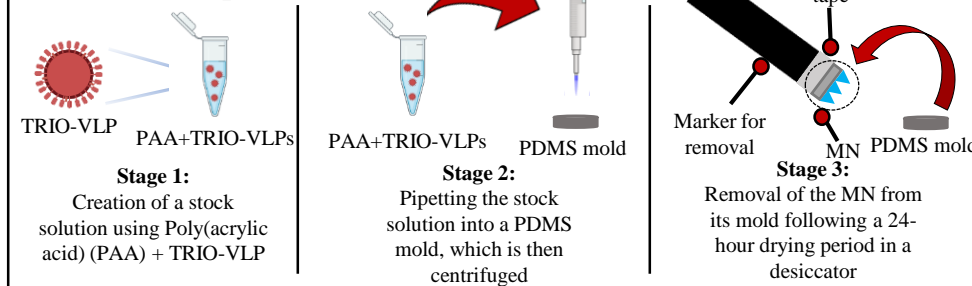 tape
TRIO-VLP
PAA+TRIO-VLPs
Stage 1:
Creation of a stock
solution using Poly(acrylic
acid) (PAA) + TRIO-VLP
PAA+TRIO-VLPs
PDMS mold
Stage 2:
Pipetting the stock
solution into a PDMS
mold, which is then
centrifuged
Marker for
removal
MN
PDMS mold
Stage 3:
Removal of the MN from
its mold following a 24-
hour drying period in a
desiccator